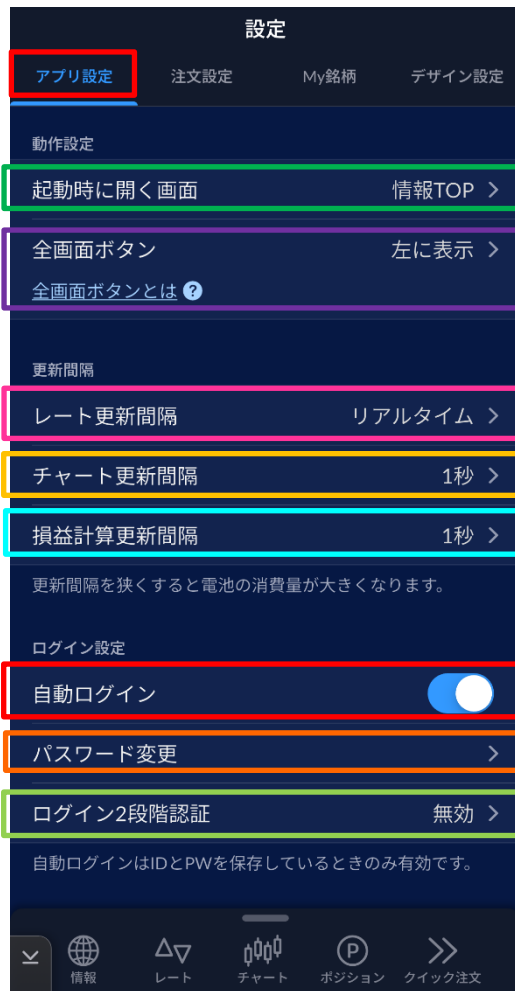 設定
アプリ設定 注文設定 My銘柄 デザイン設定
動作設定
起動時に開く画面 情報TOP
全画面ボタン 左に表示
全画面ボタンとは ?
更新間隔
レート更新間隔 リアルタイム
チャート更新間隔 1秒
損益計算更新間隔 1秒
更新間隔を狭くすると電池の消費量が大きくなります。
ログイン設定
自動ログイン
パスワード変更
ログイン2段階認証 無効
自動ログインはIDとPWを保存しているときのみ有効です。
P
情報 レート チャート ポジション クイック注文